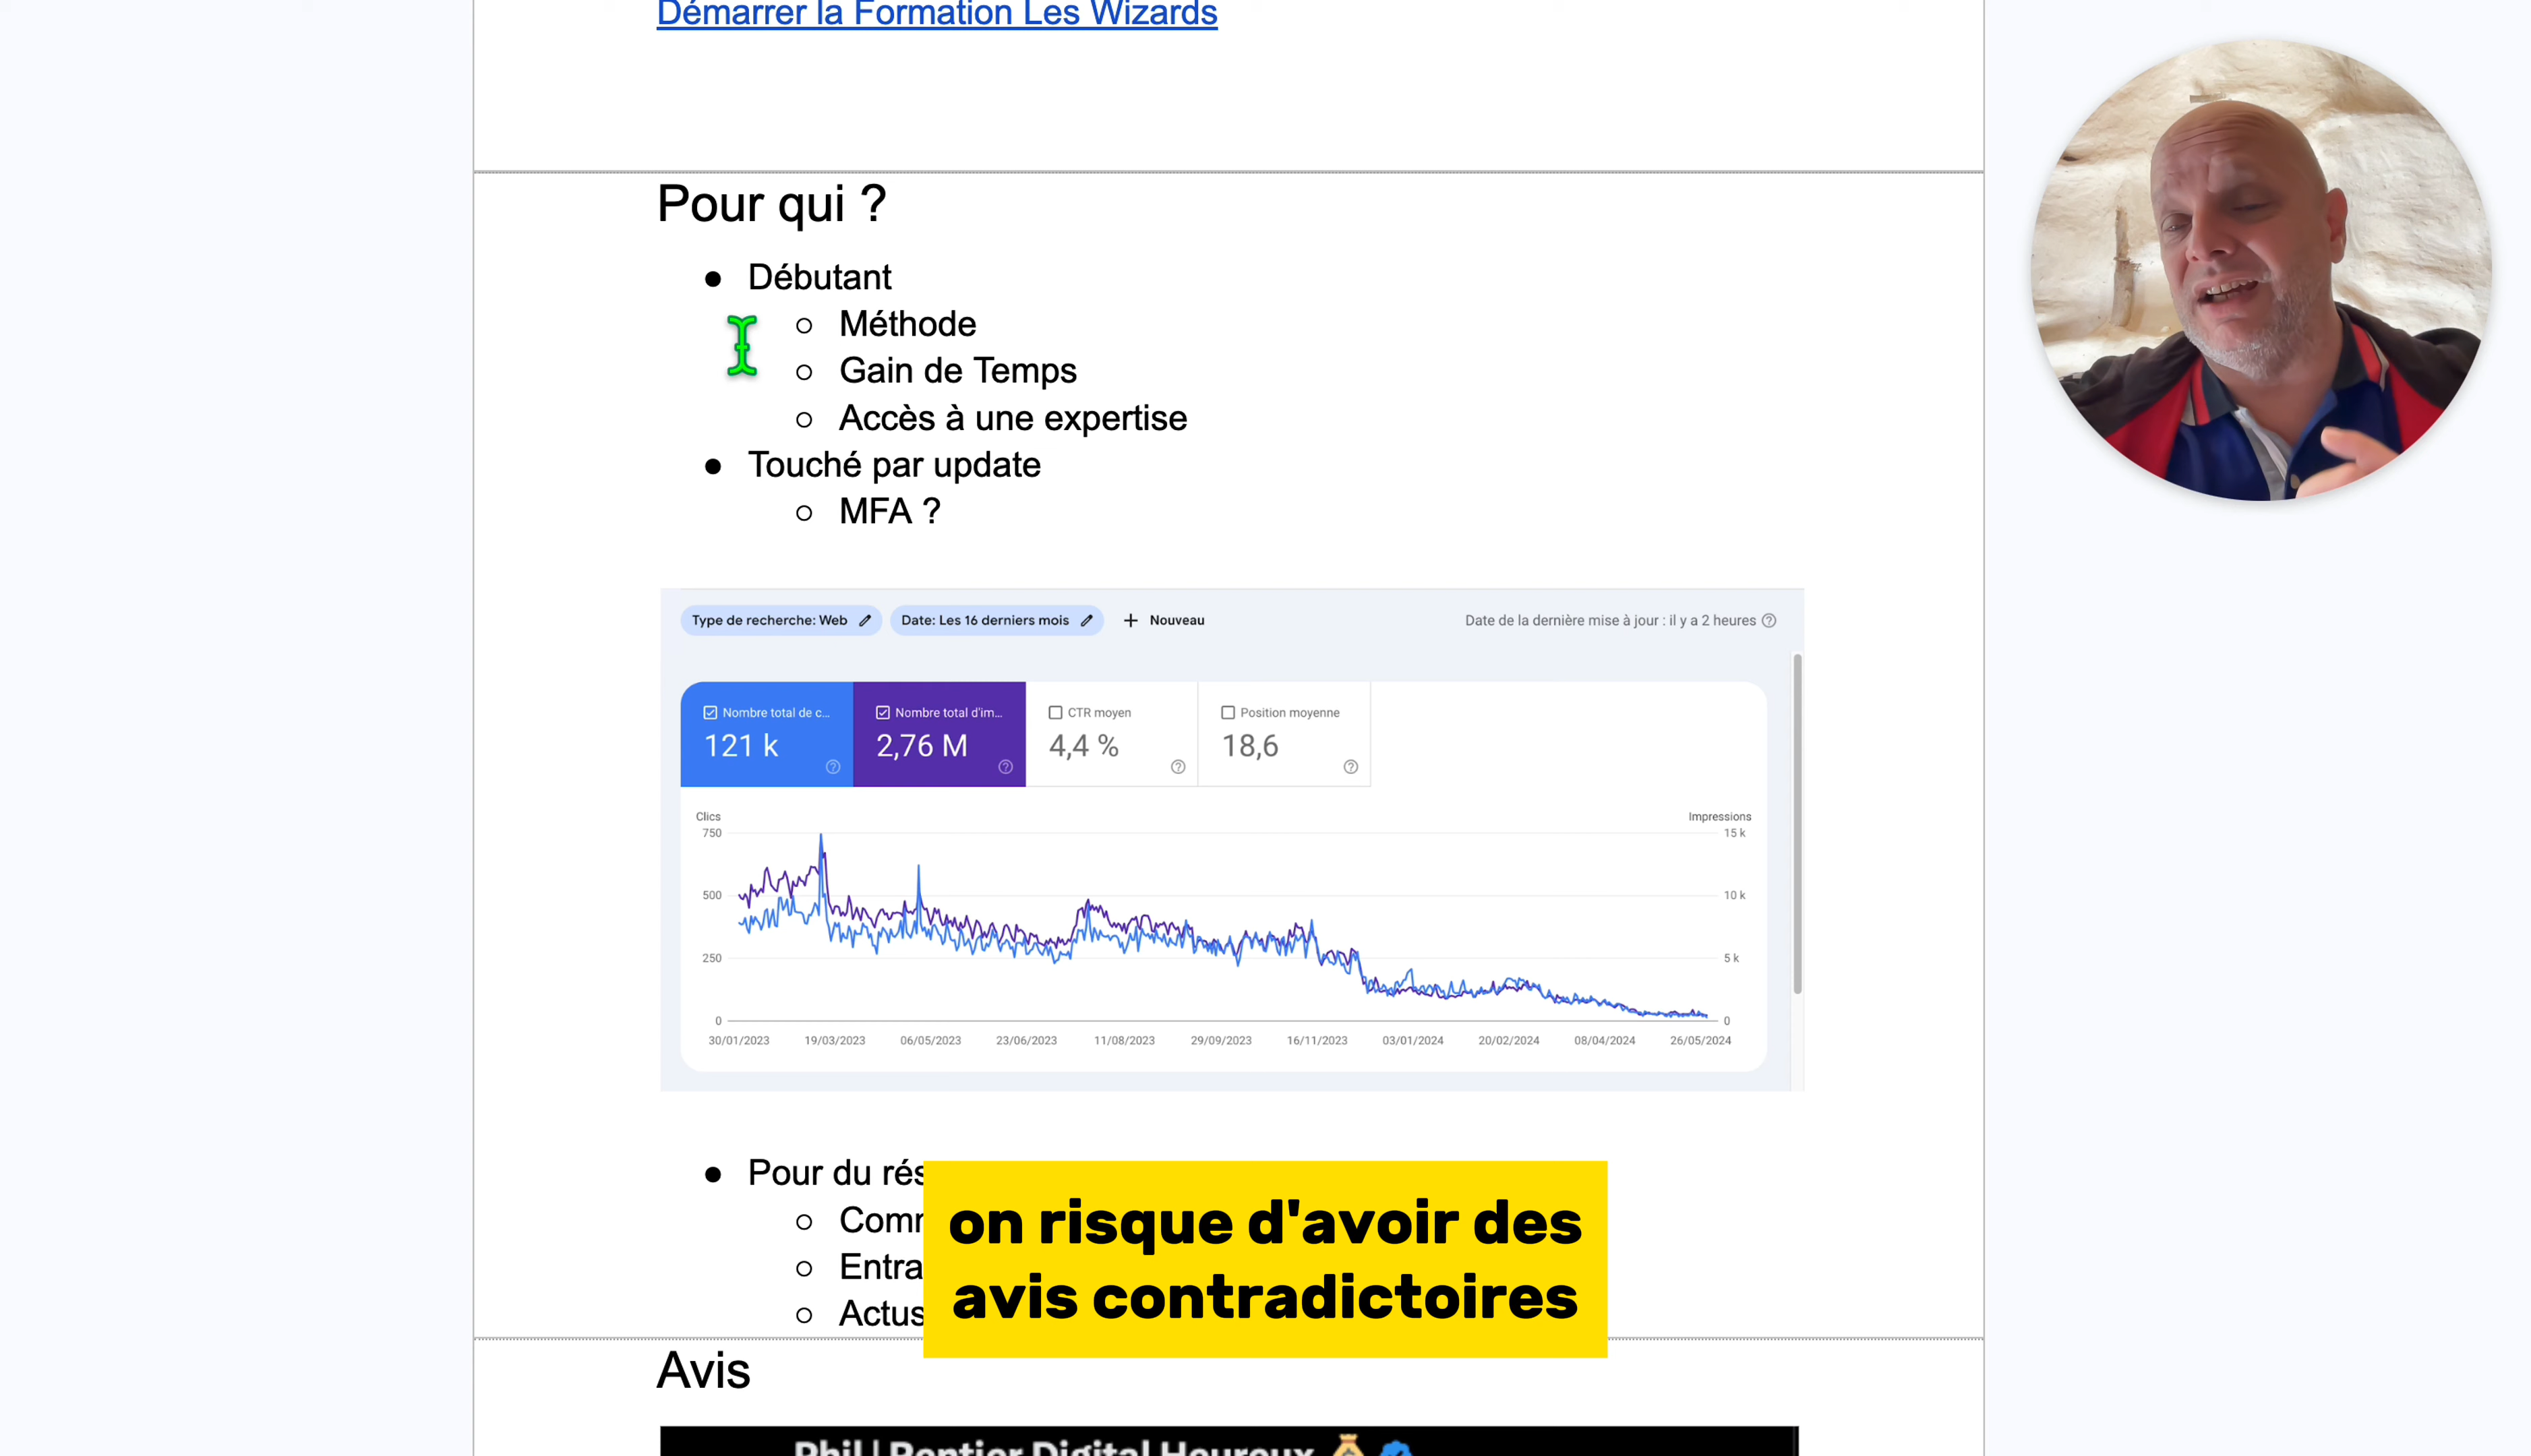 Démarrer la Formation Les Wizards
Pour qui ?
Débutant
Méthode
Gain de Temps
Accès à une expertise
Touché par update
MFA ?
Type de recherche: Web
Date: Les 16 derniers mois
+ Nouveau
Date de la dernière mise à jour : il y a 2 heures
Nombre total de c...
121 k
Nombre total d'im...
2,76 M
CTR moyen
4,4 %
Position moyenne
18,6
Clics
Impressions
750
15 k
500
10 k
250
5 k
0
0
30/01/2023 19/03/2023 06/05/2023 23/06/2023 11/08/2023 29/09/2023 16/11/2023 03/01/2024 20/02/2024 08/04/2024 26/05/2024
Pour du
on risque d'avoir des
avis contradictoires
Actus
Avis
Phil | Rentier Digital Heureux